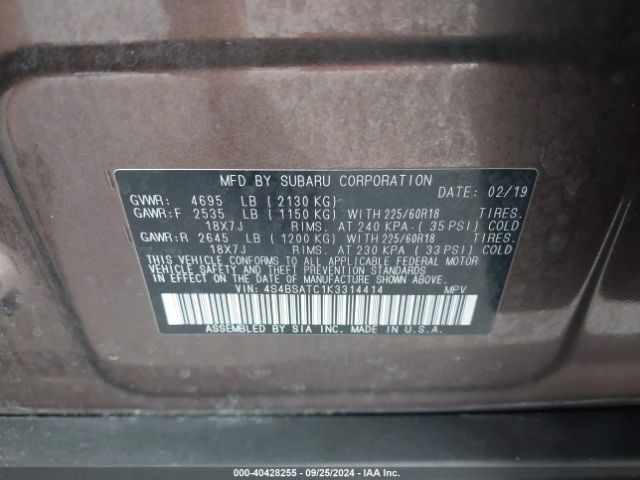 MFD BY SUBARU CORPORATION
DATE: 02/19
GVWR: 4695 LB (2130 KG)
GAWR:F 2535 LB (1150 KG) WITH 225/60R18 TIRES.
18X7J RIMS. AT 240 KPA (35 PSI) COLD
GAWR:R 2645 LB (1200 KG) WITH 225/60R18 TIRES.
18X7J RIMS. AT 230 KPA (33 PSI) COLD
THIS VEHICLE CONFORMS TO ALL APPLICABLE FEDERAL MOTOR
VEHICLE SAFETY AND THEFT PREVENTION STANDARDS
IN EFFECT ON THE DATE OF MANUFACTURE SHOWN ABOVE.
VIN: 4S4BSATC1K3314414 MPV
ASSEMBLED BY SIA INC. MADE IN U.S.A.
000-40428255 - 09/25/2024 - IAA Inc.